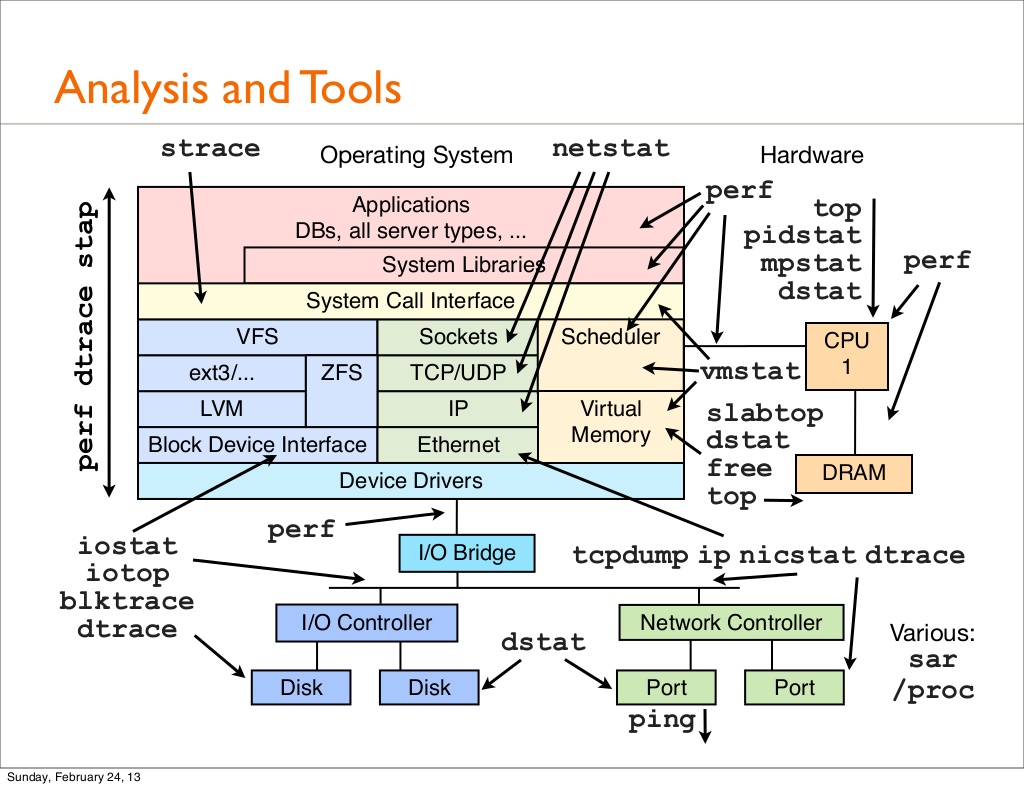 Analysis and Tools
strace
Operating System
netstat
Hardware
perf dtrace stap
Applications
DBs, all server types, ...
System Libraries
System Call Interface
VFS
Sockets
Scheduler
ext3/...
ZFS
TCP/UDP
LVM
IP
Virtual
Memory
Block Device Interface
Ethernet
Device Drivers
perf
top
pidstat
mpstat
dstat
perf
CPU
1
vmstat
slabtop
dstat
free
top
DRAM
perf
I/O Bridge
iostat
iotop
blktrace
dtrace
tcpdump ip nicstat dtrace
I/O Controller
Network Controller
dstat
Disk
Disk
Port
Port
ping
Various:
sar
/proc
Sunday, February 24, 13